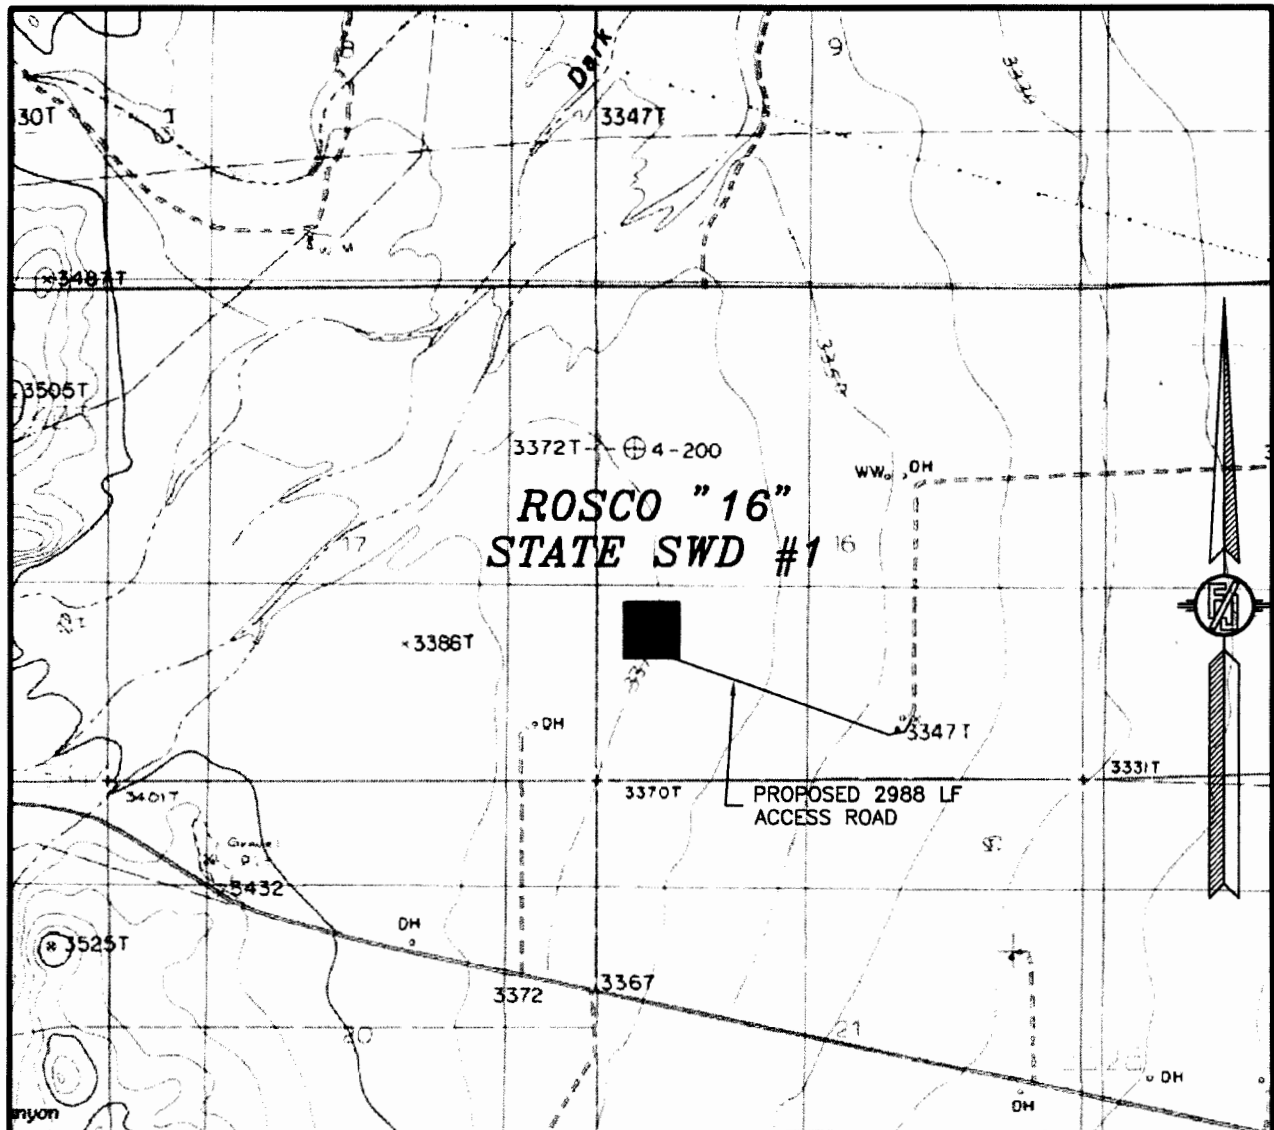 8
Dark
9
30T
3347T
3487T
3505T
3372T
4-200
WW
DH
ROSCO "16"
STATE SWD #1
17
16
3386T
DH
3347T
3401T
3370T
3331T
PROPOSED 2988 LF
ACCESS ROAD
3432
DH
3525T
3372
3367
20
21
DH
DH
nyon